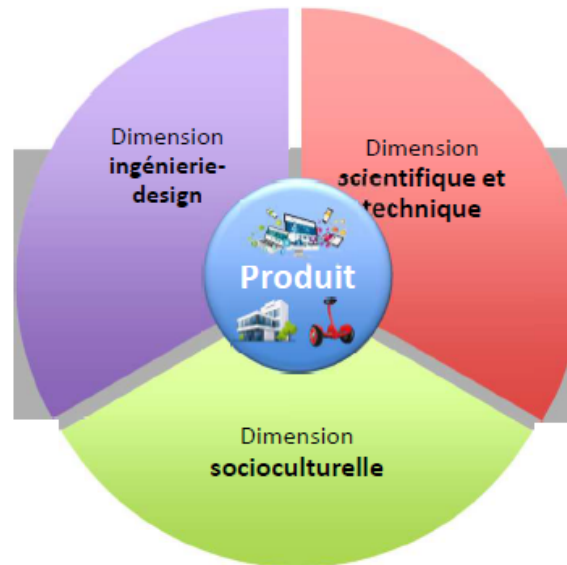 Dimension
ingénierie-
design
Dimension
scientifique et
technique
Produit
Dimension
socioculturelle